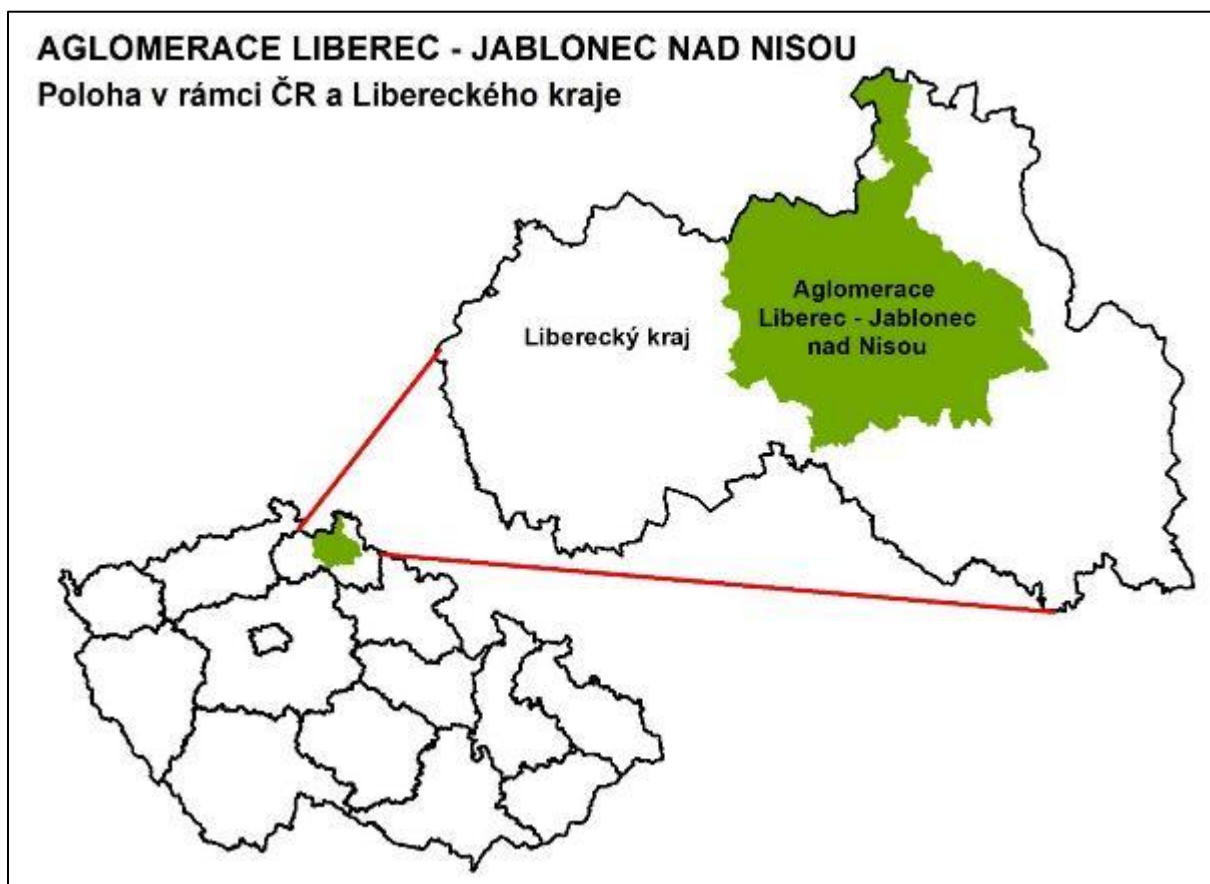 AGLOMERACE LIBEREC - JABLONEC NAD NISOU
Poloha v rámci ČR a Libereckého kraje
Liberecký kraj
Aglomerace
Liberec - Jablonec
nad Nisou